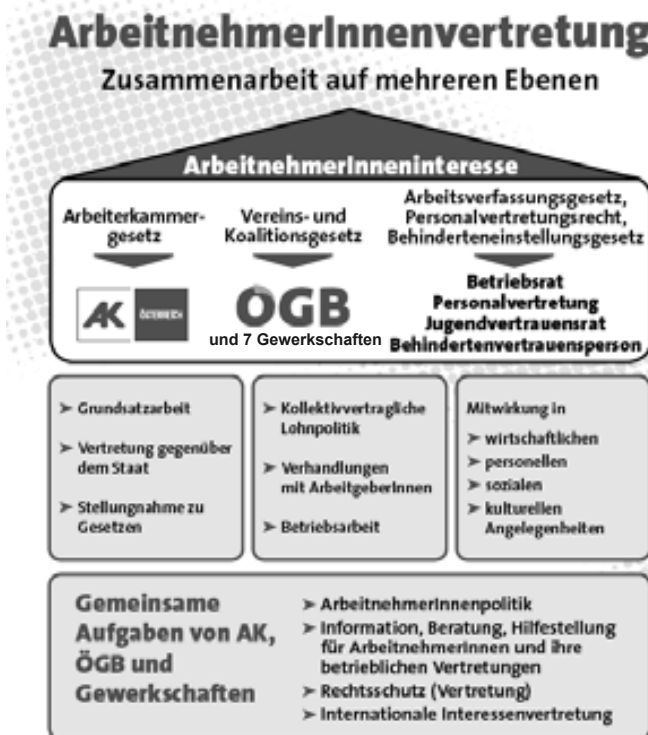 ArbeitnehmerInnenvertretung
Zusammenarbeit auf mehreren Ebenen
ArbeitnehmerInneninteresse
Arbeiterkammer-
gesetz
AK ÖSTERREICH
Vereins- und
Koalitionsgesetz
ÖGB
und 7 Gewerkschaften
Arbeitsverfassungsgesetz,
Personalvertretungsrecht,
Behinderteneinstellungsgesetz
Betriebsrat
Personalvertretung
Jugendvertrauensrat
Behindertenvertrauensperson
➤ Grundsatzarbeit
➤ Vertretung gegenüber
dem Staat
➤ Stellungnahme zu
Gesetzen
➤ Kollektivvertragliche
Lohnpolitik
➤ Verhandlungen
mit ArbeitgeberInnen
➤ Betriebsarbeit
Mitwirkung in
➤ wirtschaftlichen
➤ personellen
➤ sozialen
➤ kulturellen
Angelegenheiten
Gemeinsame
Aufgaben von AK,
ÖGB und
Gewerkschaften
➤ ArbeitnehmerInnenpolitik
➤ Information, Beratung, Hilfestellung
für ArbeitnehmerInnen und ihre
betrieblichen Vertretungen
➤ Rechtsschutz (Vertretung)
➤ Internationale Interessenvertretung